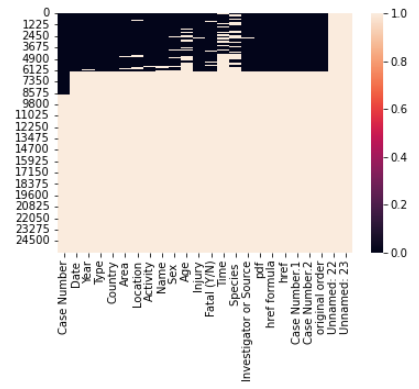 0
1225
2450
3675
4900
6125
7350
8575
9800
11025
12250
13475
14700
15925
17150
18375
19600
20825
22050
23275
24500
Case Number
Date
Year
Type
Country
Area
Location
Activity
Name
Sex
Age
Injury
Fatal (Y/N)
Time
Species
Investigator or Source
pdf
href formula
href
Case Number.1
Case Number.2
original order
Unnamed: 22
Unnamed: 23
1.0
0.8
0.6
0.4
0.2
0.0